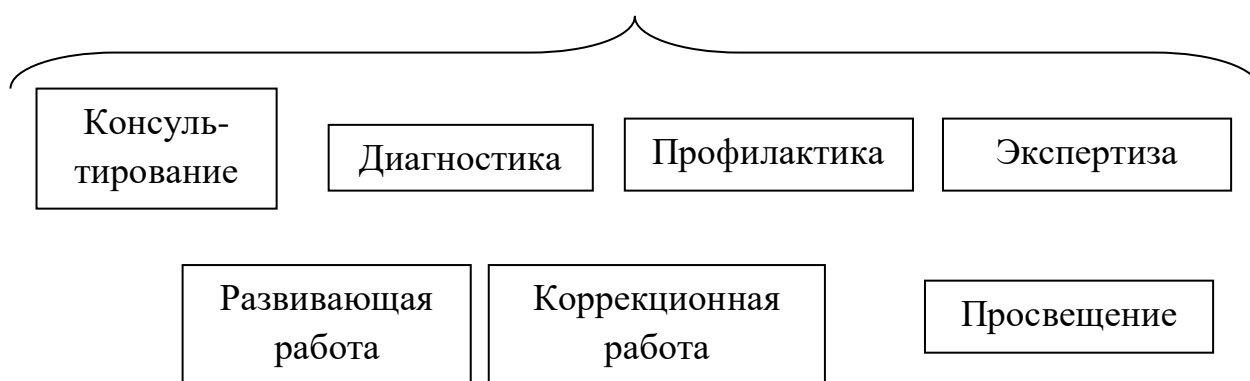 Консуль-
тирование
Диагностика
Профилактика
Экспертиза
Развивающая
работа
Коррекционная
работа
Просвещение